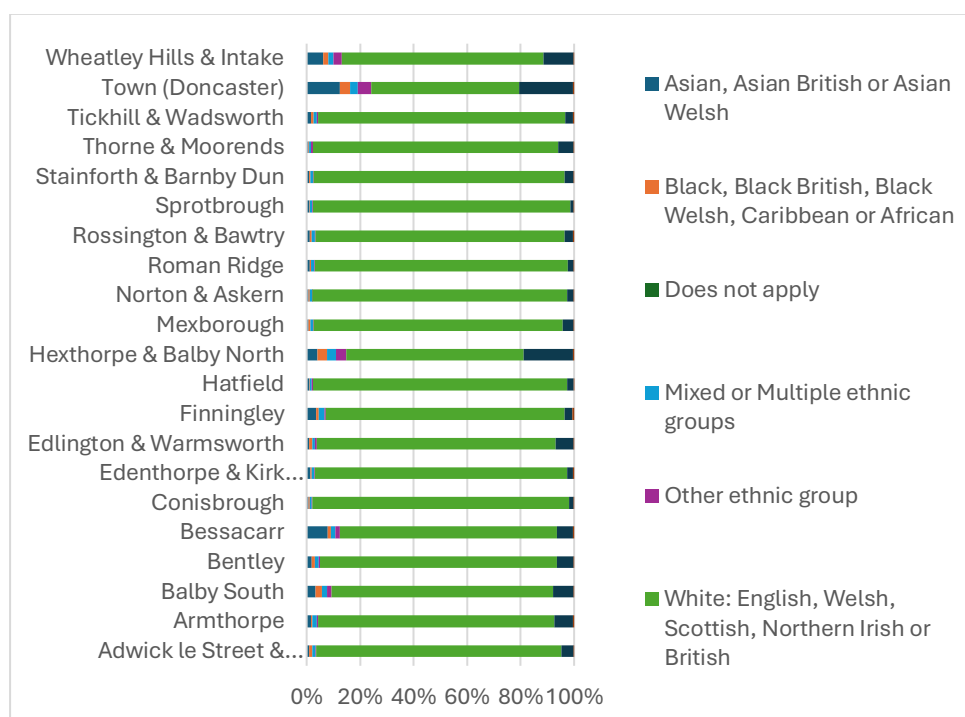 Wheatley Hills & Intake
Town (Doncaster)
Tickhill & Wadsworth
Thorne & Moorends
Stainforth & Barnby Dun
Sprotbrough
Rossington & Bawtry
Roman Ridge
Norton & Askern
Mexborough
Hexthorpe & Balby North
Hatfield
Finningley
Edlington & Warmsworth
Edenthorpe & Kirk...
Conisbrough
Bessacarr
Bentley
Balby South
Armthorpe
Adwick le Street &...
0% 20% 40% 60% 80% 100%
Asian, Asian British or Asian
Welsh
Black, Black British, Black
Welsh, Caribbean or African
Does not apply
Mixed or Multiple ethnic
groups
Other ethnic group
White: English, Welsh,
Scottish, Northern Irish or
British